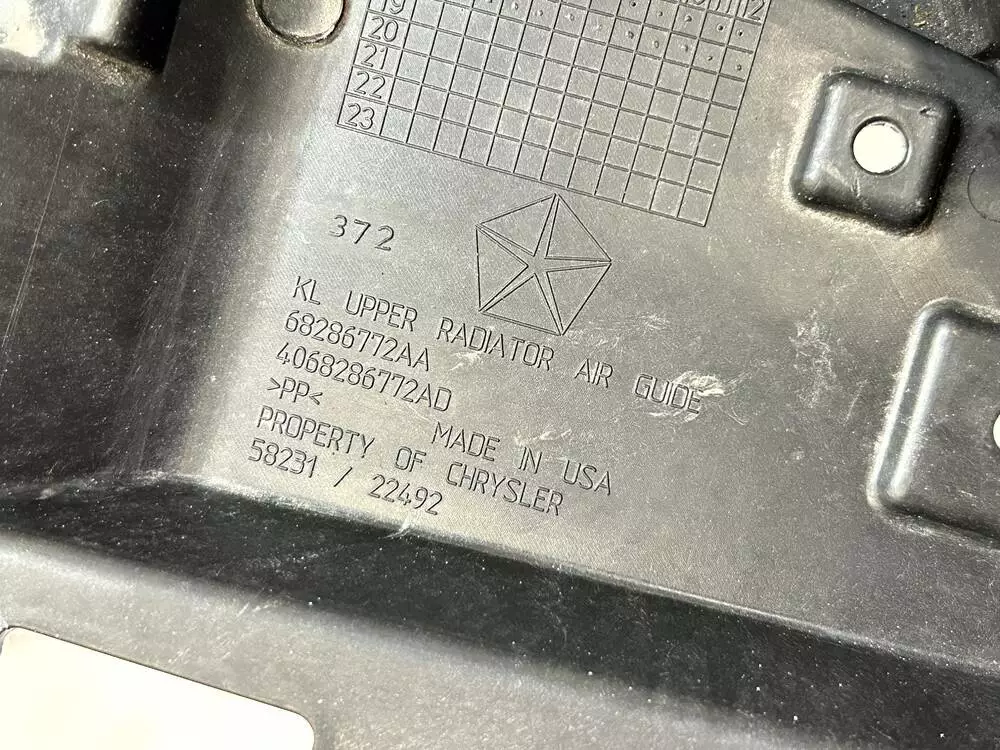 19
20
21
22
23
372
KL UPPER RADIATOR AIR GUIDE
68286772AA
4068286772AD
>PP< MADE IN USA
PROPERTY OF CHRYSLER
58231 / 22492